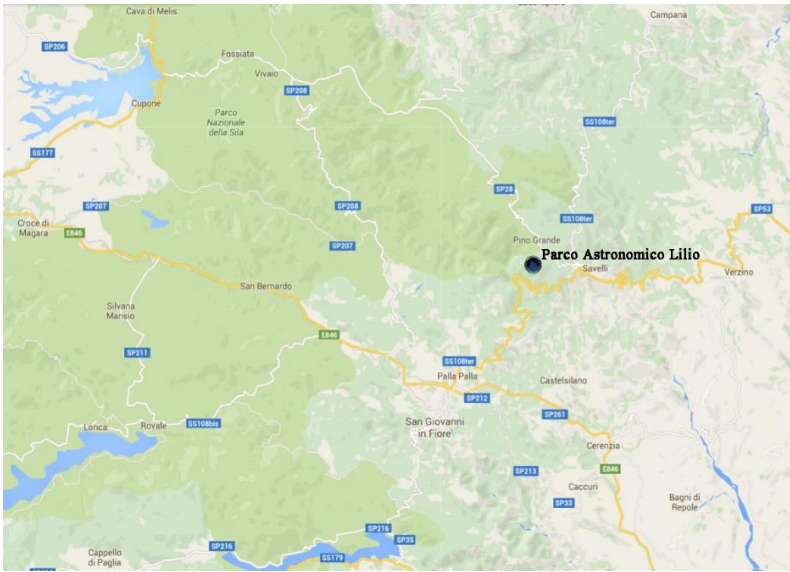 Cava di Melis
Campana
SP206
Fossiata
Vivaio
SP208
Cupone
Parco
Nazionale
della Sila
SS108ter
SS177
SP28
SP207
SP208
SS108ter
SP53
Croce di
Magara
E846
SP207
Pino Grande
Parco Astronomico Lilio
Savelli
Verzino
San Bernardo
Silvana
Mansio
E846
SP211
SS108ter
Palla Palla
Castelsilano
SP212
SP261
Lorica
Rovale
SS108bis
San Giovanni
in Fiore
Cerenzia
SP213
E846
Caccuri
SP33
Bagni di
Repole
SP216
SP216
SP35
Cappello
di Paglia
SS179